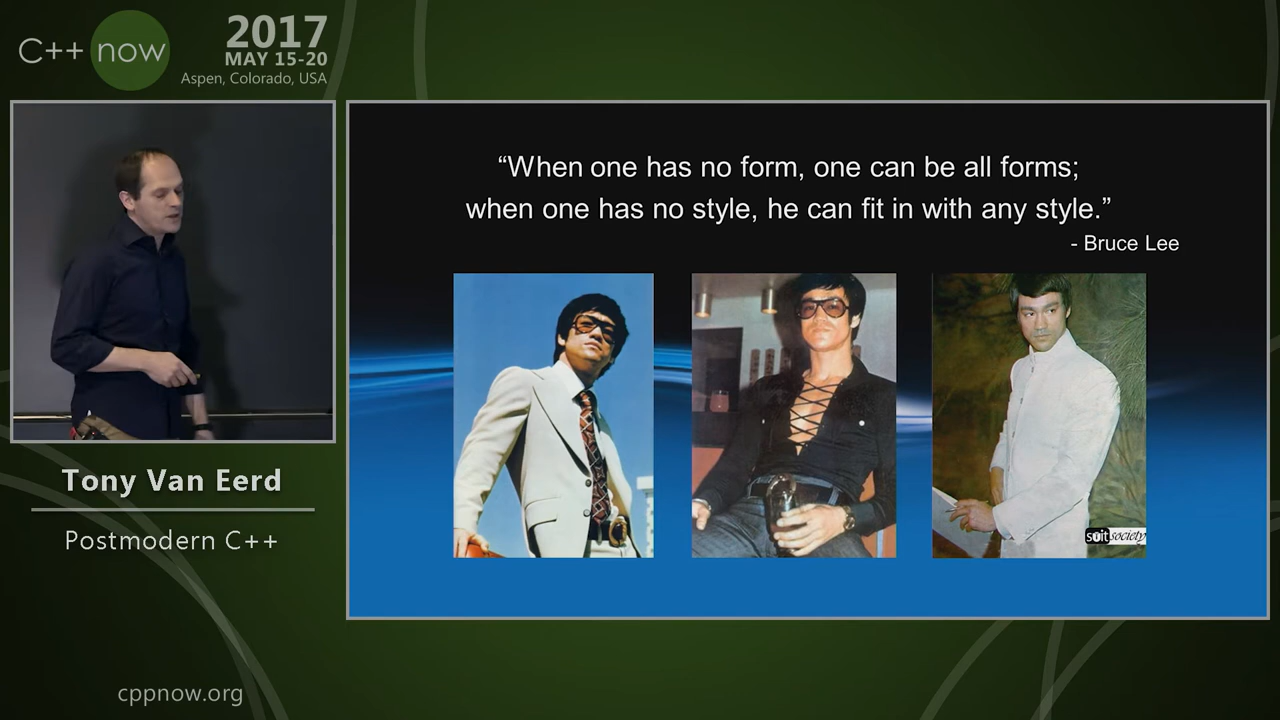 C++ now
2017
MAY 15-20
Aspen, Colorado, USA
“When one has no form, one can be all forms;
when one has no style, he can fit in with any style.”
- Bruce Lee
suitsociety
Tony Van Eerd
Postmodern C++
cppnow.org